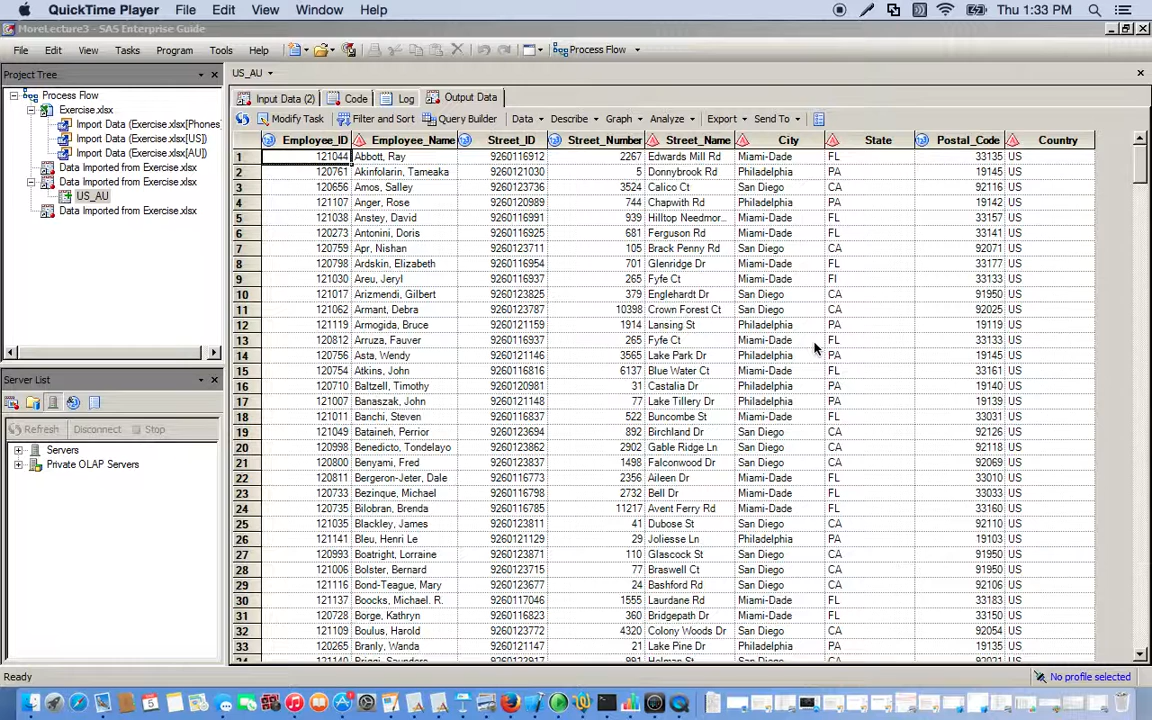 QuickTime Player File Edit View Window Help Thu 1:33 PM
MoreLecture3 - SAS Enterprise Guide
File Edit View Tasks Program Tools Help Process Flow
Project Tree
Process Flow
Exercise.xlsx
Import Data (Exercise.xlsx[Phones
Import Data (Exercise.xlsx[US])
Import Data (Exercise.xlsx[AU])
Data Imported from Exercise.xlsx
Data Imported from Exercise.xlsx
US_AU
Data Imported from Exercise.xlsx
Server List
Refresh Disconnect Stop
Servers
Private OLAP Servers
US_AU
Input Data (2) Code Log Output Data
Modify Task Filter and Sort Query Builder Data Describe Graph Analyze Export Send To
Employee_ID Employee_Name Street_ID Street_Number Street_Name City State Postal_Code Country
1 121044 Abbott, Ray 9260116912 2267 Edwards Mill Rd Miami-Dade FL 33135 US
2 120761 Akinfolarin, Tameaka 9260121030 5 Donnybrook Rd Philadelphia PA 19145 US
3 120656 Amos, Salley 9260123736 3524 Calico Ct San Diego CA 92116 US
4 121107 Anger, Rose 9260120989 744 Chapwith Rd Philadelphia PA 19142 US
5 121038 Anstey, David 9260116991 939 Hilltop Needmor... Miami-Dade FL 33157 US
6 120273 Antonini, Doris 9260116925 681 Ferguson Rd Miami-Dade FL 33141 US
7 120759 Apr, Nishan 9260123711 105 Brack Penny Rd San Diego CA 92071 US
8 120798 Ardskin, Elizabeth 9260116954 701 Glenridge Dr Miami-Dade FL 33177 US
9 121030 Areu, Jeryl 9260116937 265 Fyfe Ct Miami-Dade Fl 33133 US
10 121017 Arizmendi, Gilbert 9260123825 379 Englehardt Dr San Diego CA 91950 US
11 121062 Armant, Debra 9260123787 10398 Crown Forest Ct San Diego CA 92025 US
12 121119 Armogida, Bruce 9260121159 1914 Lansing St Philadelphia PA 19119 US
13 120812 Arruza, Fauver 9260116937 265 Fyfe Ct Miami-Dade FL 33133 US
14 120756 Asta, Wendy 9260121146 3565 Lake Park Dr Philadelphia PA 19145 US
15 120754 Atkins, John 9260116816 6137 Blue Water Ct Miami-Dade FL 33161 US
16 120710 Baltzell, Timothy 9260120981 31 Castalia Dr Philadelphia PA 19140 US
17 121007 Banaszak, John 9260121148 77 Lake Tillery Dr Philadelphia PA 19139 US
18 121011 Banchi, Steven 9260116837 522 Buncombe St Miami-Dade FL 33031 US
19 121049 Bataineh, Perrior 9260123694 892 Birchland Dr San Diego CA 92126 US
20 120998 Benedicto, Tondelayo 9260123862 2902 Gable Ridge Ln San Diego CA 92118 US
21 120800 Benyami, Fred 9260123837 1498 Falconwood Dr San Diego CA 92069 US
22 120811 Bergeron-Jeter, Dale 9260116773 2356 Aileen Dr Miami-Dade FL 33034 US
23 120733 Bezinque, Michael 9260116798 2732 Bell Dr Miami-Dade FL 33033 US
24 120735 Bilobran, Brenda 9260116785 11217 Avent Ferry Rd Miami-Dade FL 33160 US
25 121035 Blackley, James 9260123811 41 Dubose St San Diego CA 92110 US
26 121141 Bleu, Henri Le 9260121129 29 Joliesse Ln Philadelphia PA 19103 US
27 120993 Boatright, Lorraine 9260123871 110 Glascock St San Diego CA 91950 US
28 121006 Bolster, Bernard 9260123715 77 Braswell Ct San Diego CA 91950 US
29 121116 Bond-Teague, Mary 9260123677 24 Bashford Rd San Diego CA 92106 US
30 121137 Boocks, Michael. R. 9260117046 1555 Laurdane Rd Miami-Dade FL 33183 US
31 120728 Borge, Kathryn 9260116823 360 Bridgepath Dr Miami-Dade FL 33150 US
32 121109 Boulus, Harold 9260123772 4320 Colony Woods Dr San Diego CA 92054 US
33 120265 Branly, Wanda 9260121147 21 Lake Pine Dr Philadelphia PA 19135 US
Ready No profile selected